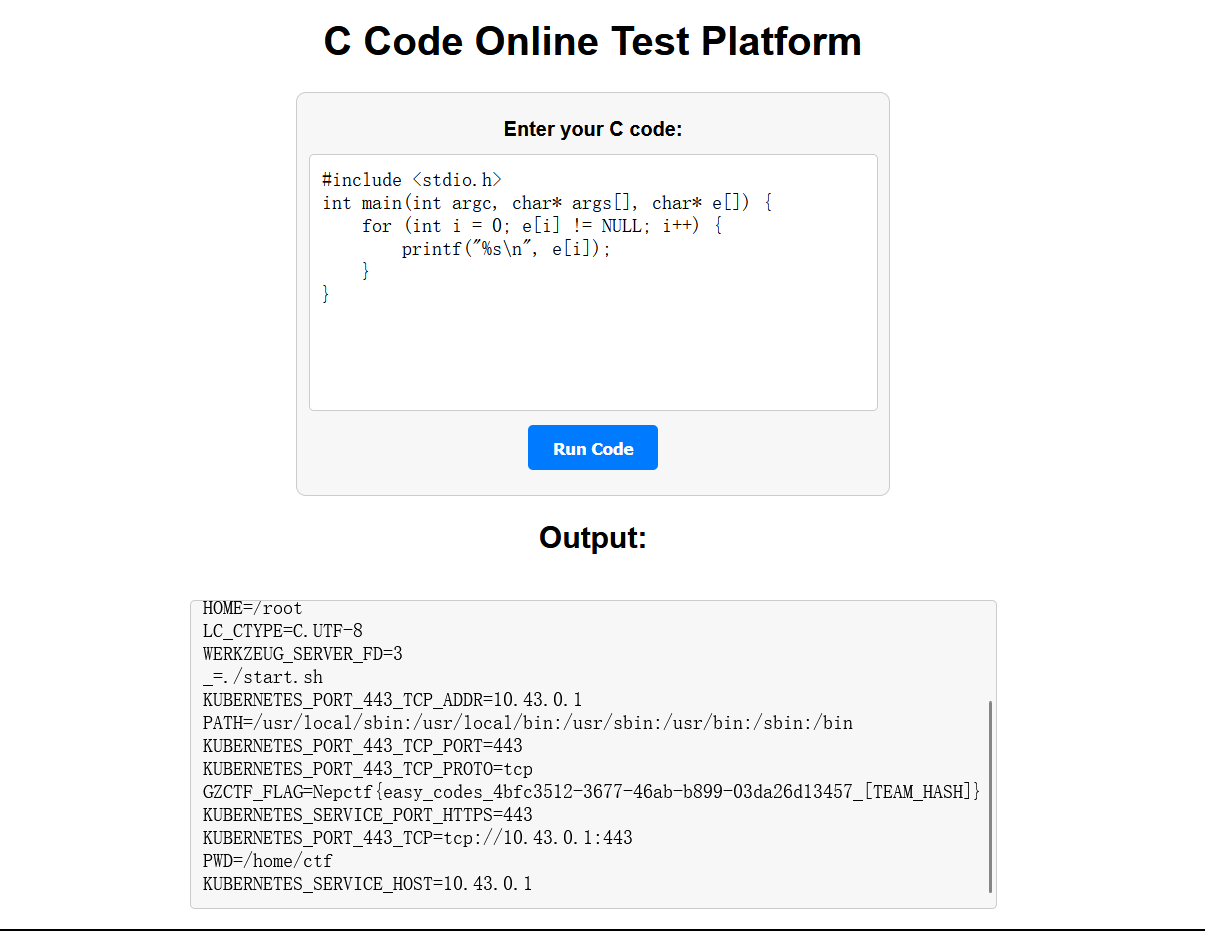 C Code Online Test Platform
Enter your C code:
#include <stdio.h>
int main(int argc, char* args[], char* e[]) {
    for (int i = 0; e[i] != NULL; i++) {
        printf("%s\n", e[i]);
    }
}
Run Code
Output:
HOME=/root
LC_CTYPE=C.UTF-8
WERKZEUG_SERVER_FD=3
_=./start.sh
KUBERNETES_PORT_443_TCP_ADDR=10.43.0.1
PATH=/usr/local/sbin:/usr/local/bin:/usr/sbin:/usr/bin:/sbin:/bin
KUBERNETES_PORT_443_TCP_PORT=443
KUBERNETES_PORT_443_TCP_PROTO=tcp
GZCTF_FLAG=Nepctf{easy_codes_4bfc3512-3677-46ab-b899-03da26d13457_[TEAM_HASH]}
KUBERNETES_SERVICE_PORT_HTTPS=443
KUBERNETES_PORT_443_TCP=tcp://10.43.0.1:443
PWD=/home/ctf
KUBERNETES_SERVICE_HOST=10.43.0.1